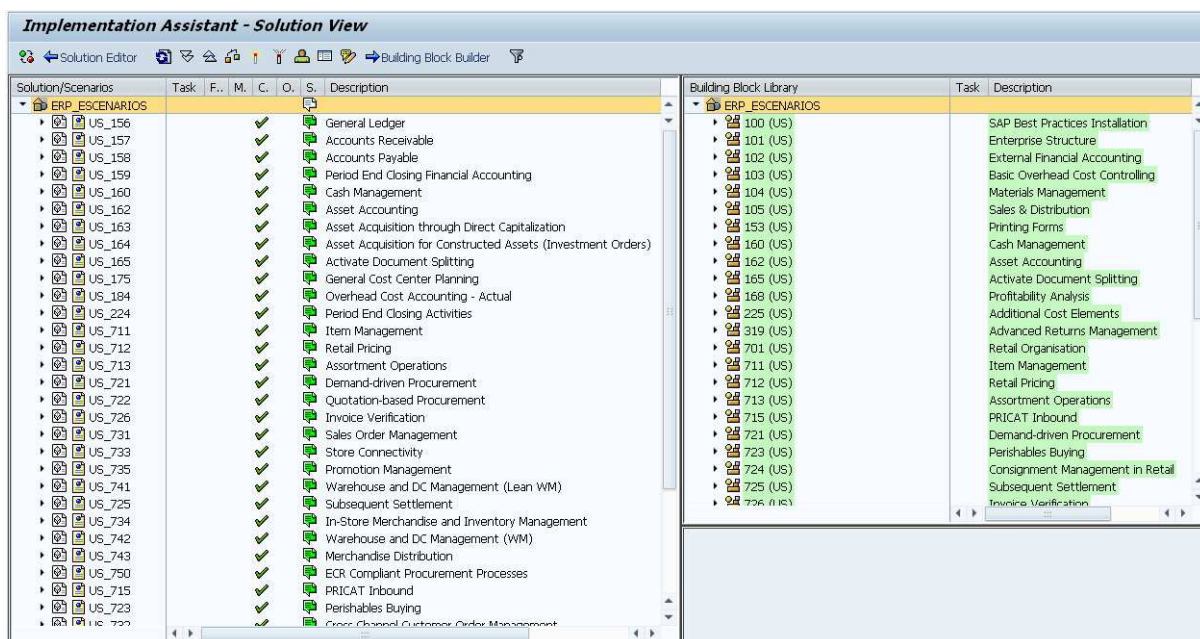 Implementation Assistant - Solution View
Solution Editor Building Block Builder
Solution/Scenarios Task F.. M. C. O. S. Description
ERP_ESCENARIOS
US_156 General Ledger
US_157 Accounts Receivable
US_158 Accounts Payable
US_159 Period End Closing Financial Accounting
US_160 Cash Management
US_162 Asset Accounting
US_163 Asset Acquisition through Direct Capitalization
US_164 Asset Acquisition for Constructed Assets (Investment Orders)
US_165 Activate Document Splitting
US_175 General Cost Center Planning
US_184 Overhead Cost Accounting - Actual
US_224 Period End Closing Activities
US_711 Item Management
US_712 Retail Pricing
US_713 Assortment Operations
US_721 Demand-driven Procurement
US_722 Quotation-based Procurement
US_726 Invoice Verification
US_731 Sales Order Management
US_733 Store Connectivity
US_735 Promotion Management
US_741 Warehouse and DC Management (Lean WM)
US_725 Subsequent Settlement
US_734 In-Store Merchandise and Inventory Management
US_742 Warehouse and DC Management (WM)
US_743 Merchandise Distribution
US_750 ECR Compliant Procurement Processes
US_715 PRICAT Inbound
US_723 Perishables Buying
US_732 Cross Channel Customer Order Management
Building Block Library Task Description
ERP_ESCENARIOS
100 (US) SAP Best Practices Installation
101 (US) Enterprise Structure
102 (US) External Financial Accounting
103 (US) Basic Overhead Cost Controlling
104 (US) Materials Management
105 (US) Sales & Distribution
153 (US) Printing Forms
160 (US) Cash Management
162 (US) Asset Accounting
165 (US) Activate Document Splitting
168 (US) Profitability Analysis
225 (US) Additional Cost Elements
319 (US) Advanced Returns Management
701 (US) Retail Organisation
711 (US) Item Management
712 (US) Retail Pricing
713 (US) Assortment Operations
715 (US) PRICAT Inbound
721 (US) Demand-driven Procurement
723 (US) Perishables Buying
724 (US) Consignment Management in Retail
725 (US) Subsequent Settlement
726 (US) Invoice Verification